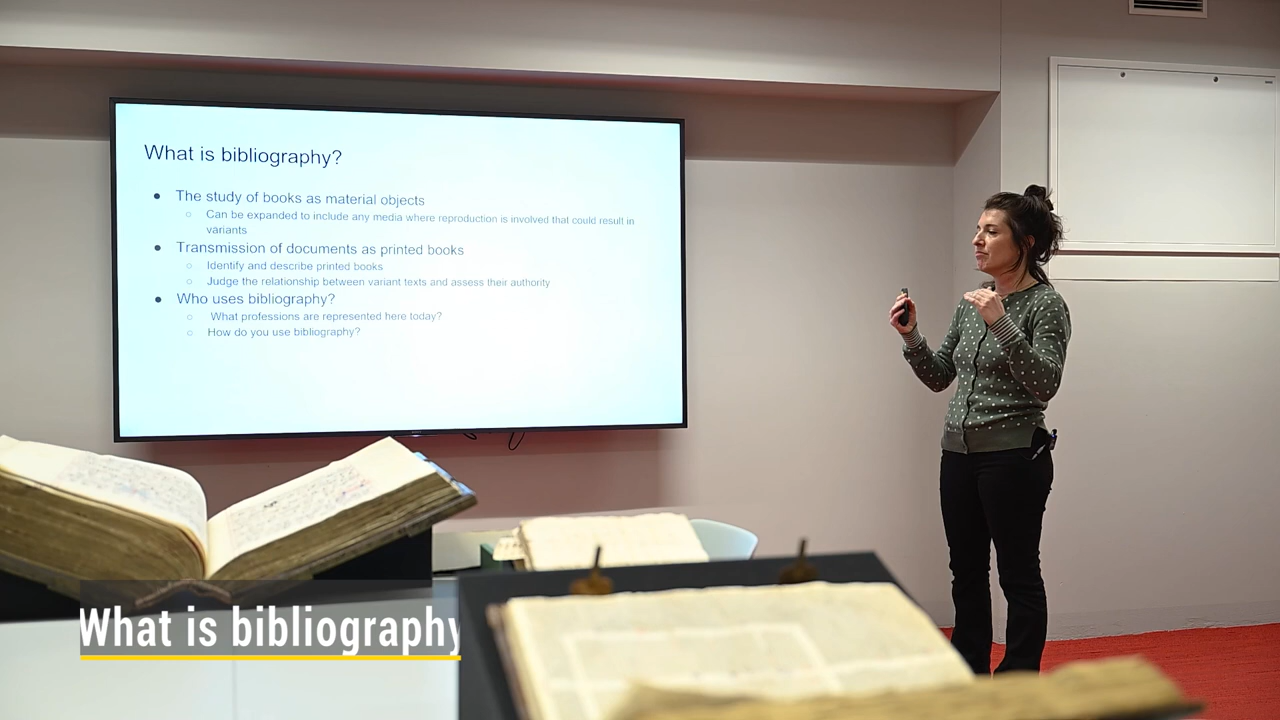 What is bibliography?
• The study of books as material objects
○ Can be expanded to include any media where reproduction is involved that could result in
variants
• Transmission of documents as printed books
○ Identify and describe printed books
○ Judge the relationship between variant texts and assess their authority
• Who uses bibliography?
○ What professions are represented here today?
○ How do you use bibliography?
What is bibliography